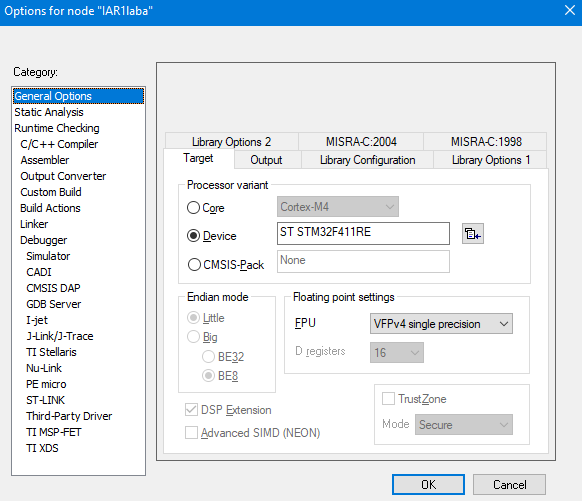 Options for node "IAR1laba"
Category:
General Options
Static Analysis
Runtime Checking
C/C++ Compiler
Assembler
Output Converter
Custom Build
Build Actions
Linker
Debugger
Simulator
CADI
CMSIS DAP
GDB Server
I-jet
J-Link/J-Trace
TI Stellaris
Nu-Link
PE micro
ST-LINK
Third-Party Driver
TI MSP-FET
TI XDS
Library Options 2 MISRA-C:2004 MISRA-C:1998
Target Output Library Configuration Library Options 1
Processor variant
Core Cortex-M4
Device ST STM32F411RE
CMSIS-Pack None
Endian mode
Little
Big
BE32
BE8
Floating point settings
FPU VFPv4 single precision
D registers 16
DSP Extension
Advanced SIMD (NEON)
TrustZone
Mode Secure
OK Cancel